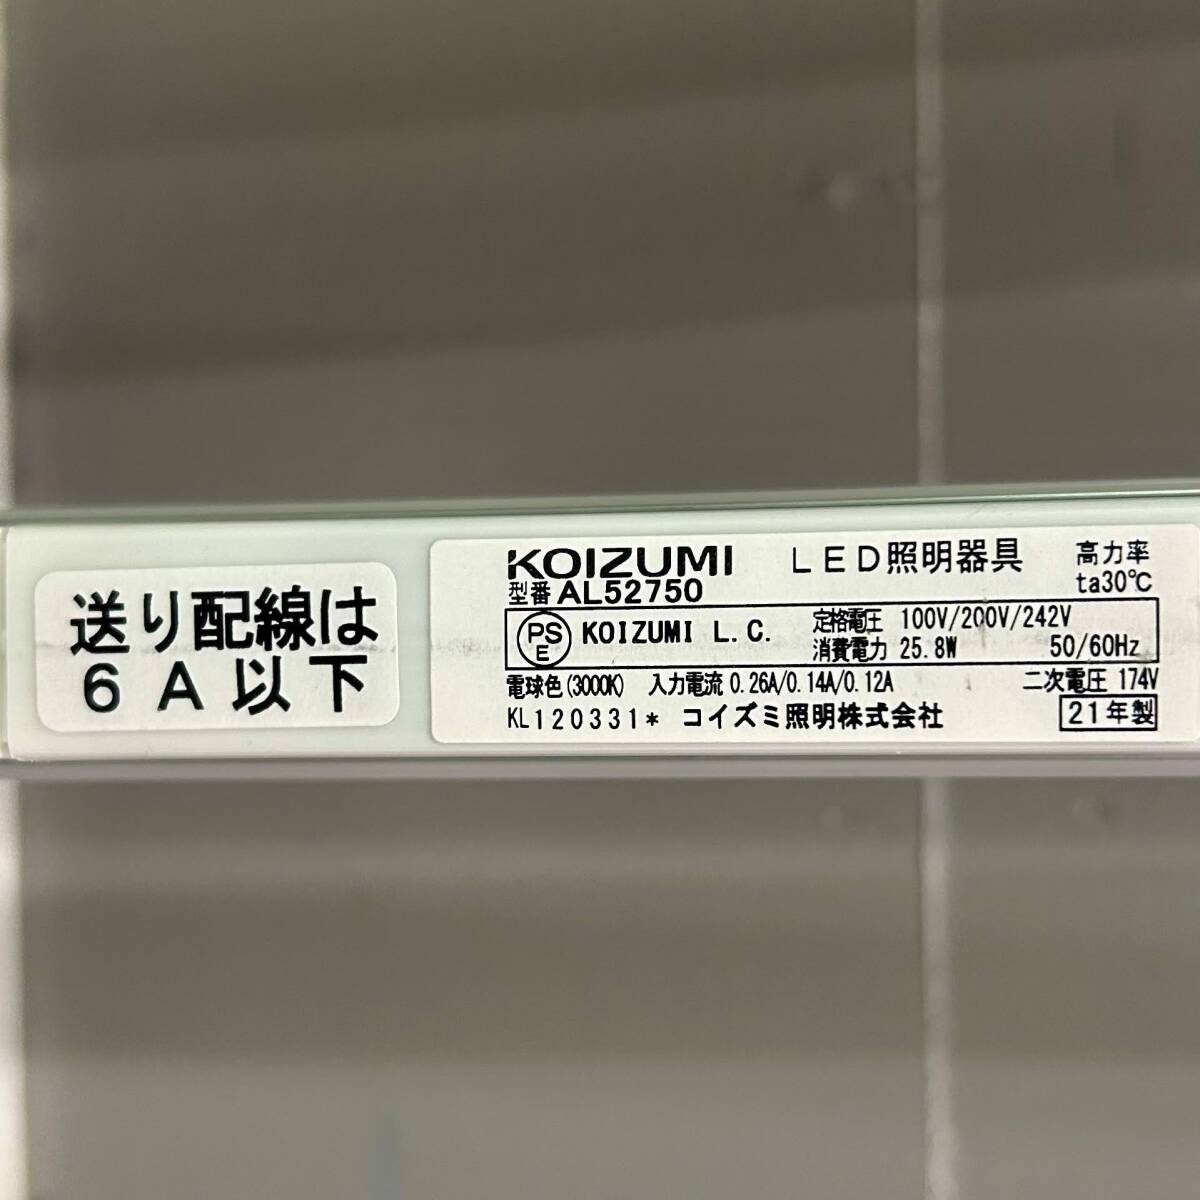 送り配線は
6A以下
KOIZUMI LED照明器具 高力率
型番 AL52750 ta30℃
PS E KOIZUMI L.C. 定格電圧 100V/200V/242V
消費電力 25.8W 50/60Hz
電球色(3000K) 入力電流 0.26A/0.14A/0.12A 二次電圧 174V
KL120331* コイズミ照明株式会社 21年製